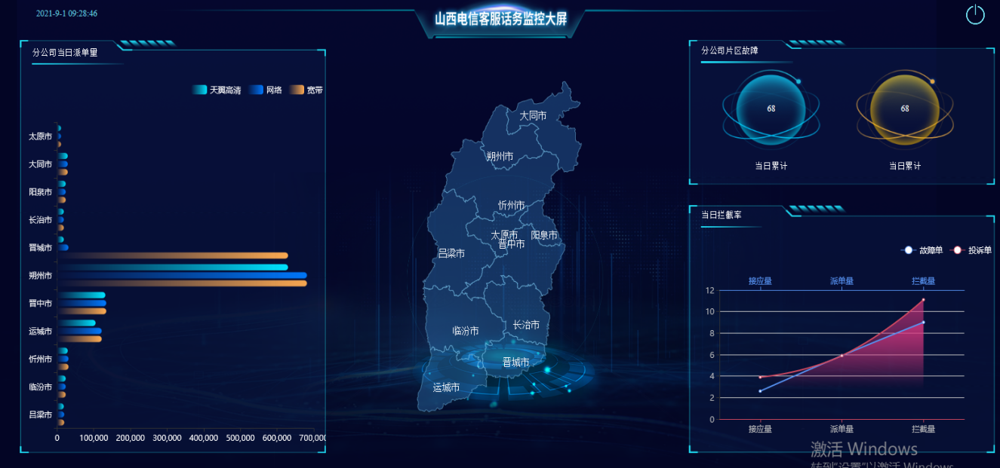 2021-9-1 09:28:46
山西电信客服话务监控大屏
分公司当日派单量
天翼高清 网络 宽带
太原市
大同市
阳泉市
长治市
晋城市
朔州市
晋中市
运城市
忻州市
临汾市
吕梁市
0 100,000 200,000 300,000 400,000 500,000 600,000 700,000
大同市
朔州市
忻州市
太原市
阳泉市
晋中市
吕梁市
长治市
临汾市
晋城市
运城市
分公司片区故障
68
68
当日累计
当日累计
当日拦截率
故障单 投诉单
接应量 派单量 拦截量
12
10
8
6
4
2
0
接应量 派单量 拦截量
激活 Windows
转到"设置"以激活 Windows